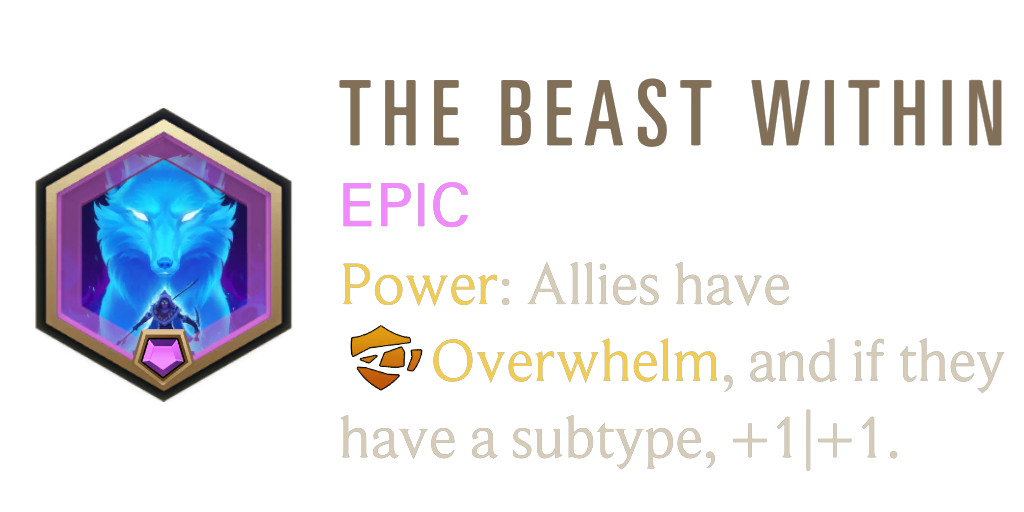 THE BEAST WITHIN
EPIC
Power: Allies have
Overwhelm, and if they
have a subtype, +1|+1.